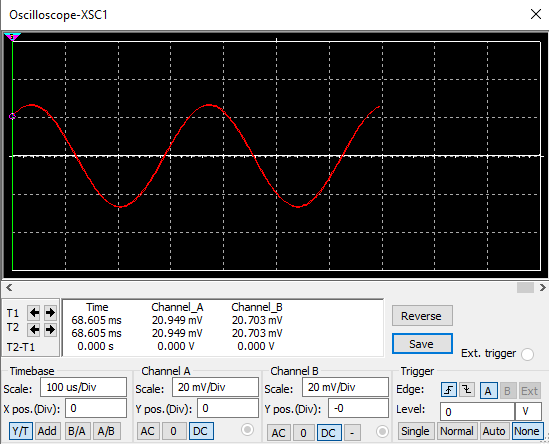 Oscilloscope-XSC1
T1
T2
T2-T1
Time Channel_A Channel_B
68.605 ms 20.949 mV 20.703 mV
68.605 ms 20.949 mV 20.703 mV
0.000 s 0.000 V 0.000 V
Reverse
Save
Ext. trigger
Timebase
Scale: 100 us/Div
X pos.(Div): 0
Y/T Add B/A A/B
Channel A
Scale: 20 mV/Div
Y pos.(Div): 0
AC 0 DC
Channel B
Scale: 20 mV/Div
Y pos.(Div): -0
AC 0 DC -
Trigger
Edge: A B Ext
Level: 0 V
Single Normal Auto None